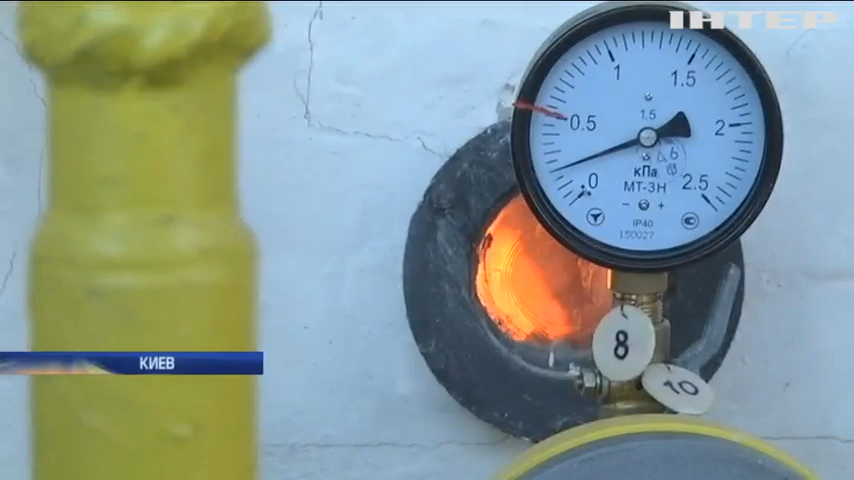 ІНТЕР
1
1.5
0.5
1.5
2
кПа
0
МТ-3Н
2.5
− +
IP40
150027
8
10
КИЕВ